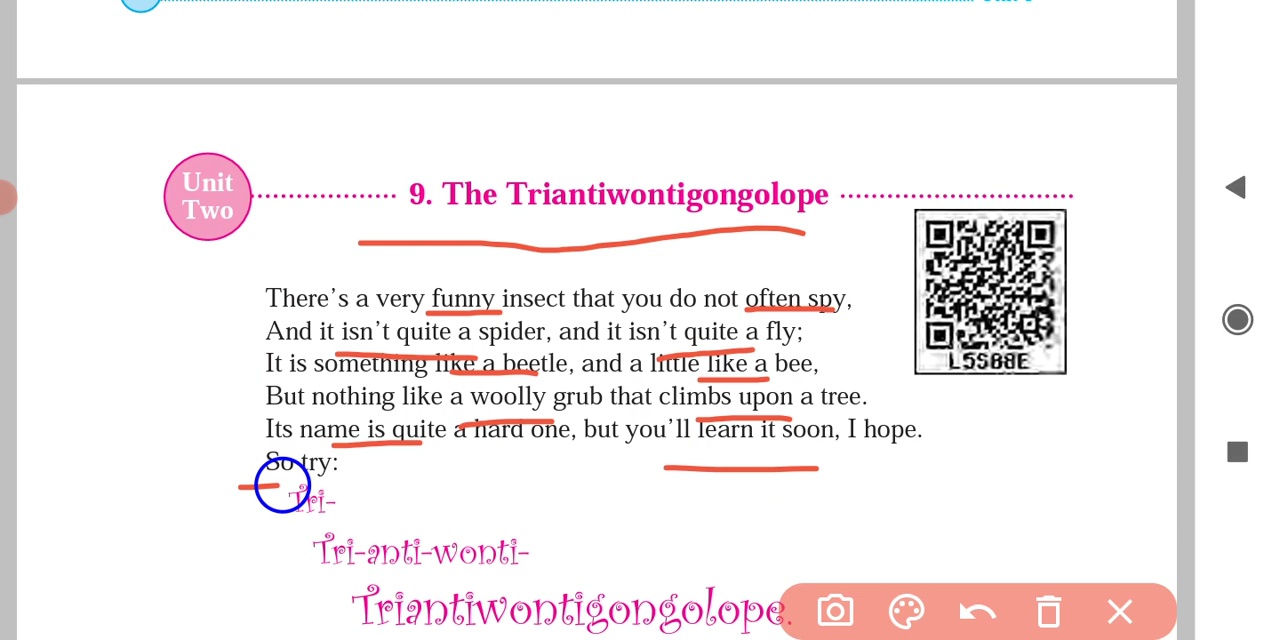 Unit
Two
9. The Triantiwontigongolope
There's a very funny insect that you do not often spy,
And it isn't quite a spider, and it isn't quite a fly;
It is something like a beetle, and a little like a bee,
But nothing like a woolly grub that climbs upon a tree.
Its name is quite a hard one, but you'll learn it soon, I hope.
So try:
Tri-
Tri-anti-wonti-
Triantiwontigongolope.
L5S88E